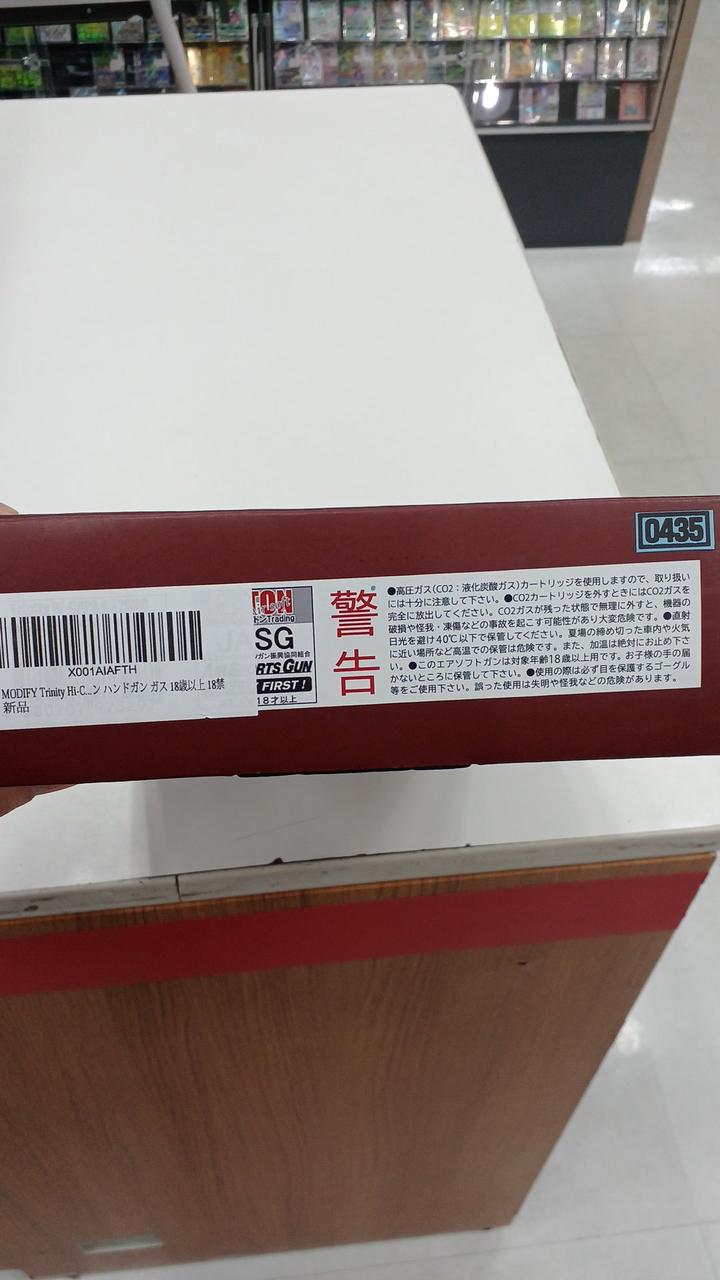 0435
X001AIAFTH
MODIFY Trinity Hi-C...ン ハンドガン ガス 18歳以上 18禁
新品
ION
ドン Trading
SG
ガン振興協同組合
RTS GUN
FIRST!
18才以上
警告
●高圧ガス(CO2：液化炭酸ガス)カートリッジを使用しますので、取り扱い
には十分に注意して下さい。●CO2カートリッジを外すときにはCO2ガスを
完全に放出してください。CO2ガスが残った状態で無理に外すと、機器の
破損や怪我・凍傷などの事故を起こす可能性があり大変危険です。●直射
日光を避け40℃以下で保管してください。夏場の締め切った車内や火気
に近い場所など高温での保管は危険です。また、加温は絶対にお止め下さ
い。●このエアソフトガンは対象年齢18歳以上用です。お子様の手の届
かないところに保管して下さい。●使用の際は必ず目を保護するゴーグル
等をご使用下さい。誤った使用は失明や怪我などの危険があります。